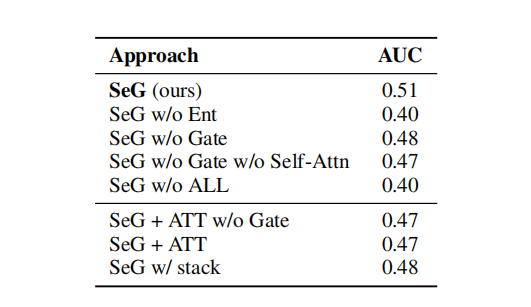 Approach AUC
SeG (ours) 0.51
SeG w/o Ent 0.40
SeG w/o Gate 0.48
SeG w/o Gate w/o Self-Attn 0.47
SeG w/o ALL 0.40
SeG + ATT w/o Gate 0.47
SeG + ATT 0.47
SeG w/ stack 0.48